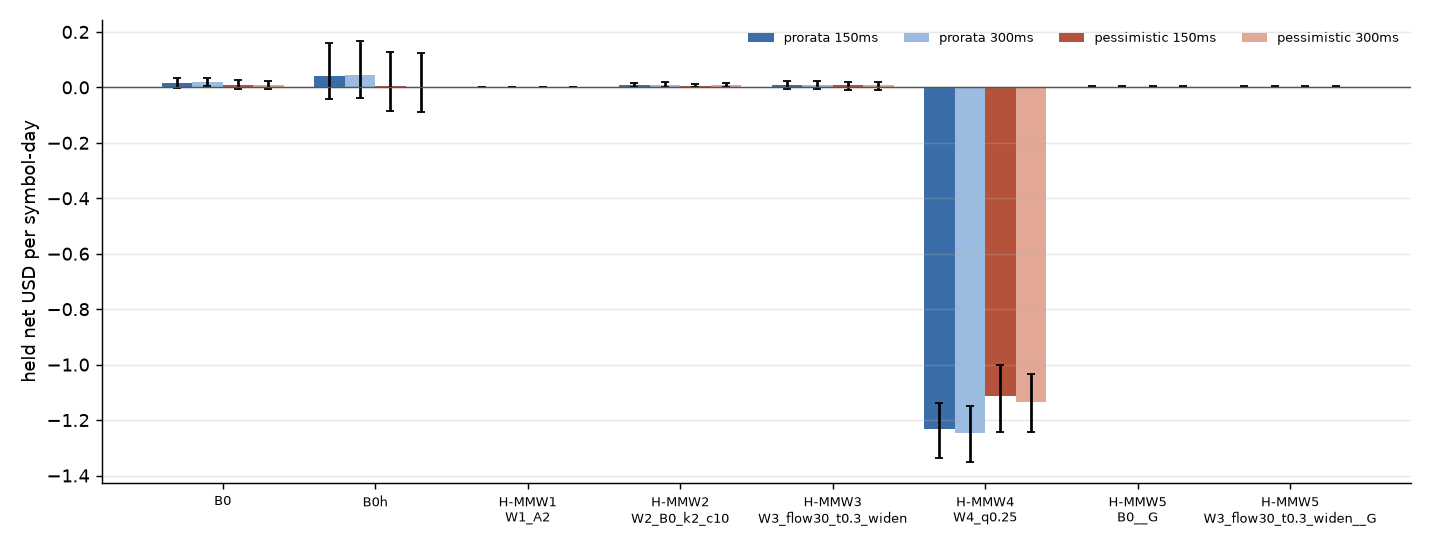 prorata 150ms prorata 300ms pessimistic 150ms pessimistic 300ms
held net USD per symbol-day
0.2
0.0
−0.2
−0.4
−0.6
−0.8
−1.0
−1.2
−1.4
B0
B0h
H-MMW1
W1_A2
H-MMW2
W2_B0_k2_c10
H-MMW3
W3_flow30_t0.3_widen
H-MMW4
W4_q0.25
H-MMW5
B0__G
H-MMW5
W3_flow30_t0.3_widen__G